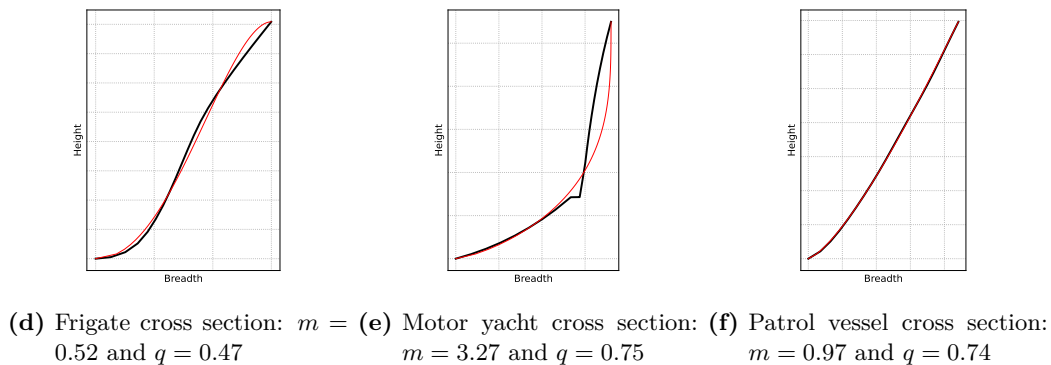 Height
Breadth
Height
Breadth
Height
Breadth
(d) Frigate cross section: m =
0.52 and q = 0.47
(e) Motor yacht cross section:
m = 3.27 and q = 0.75
(f) Patrol vessel cross section:
m = 0.97 and q = 0.74